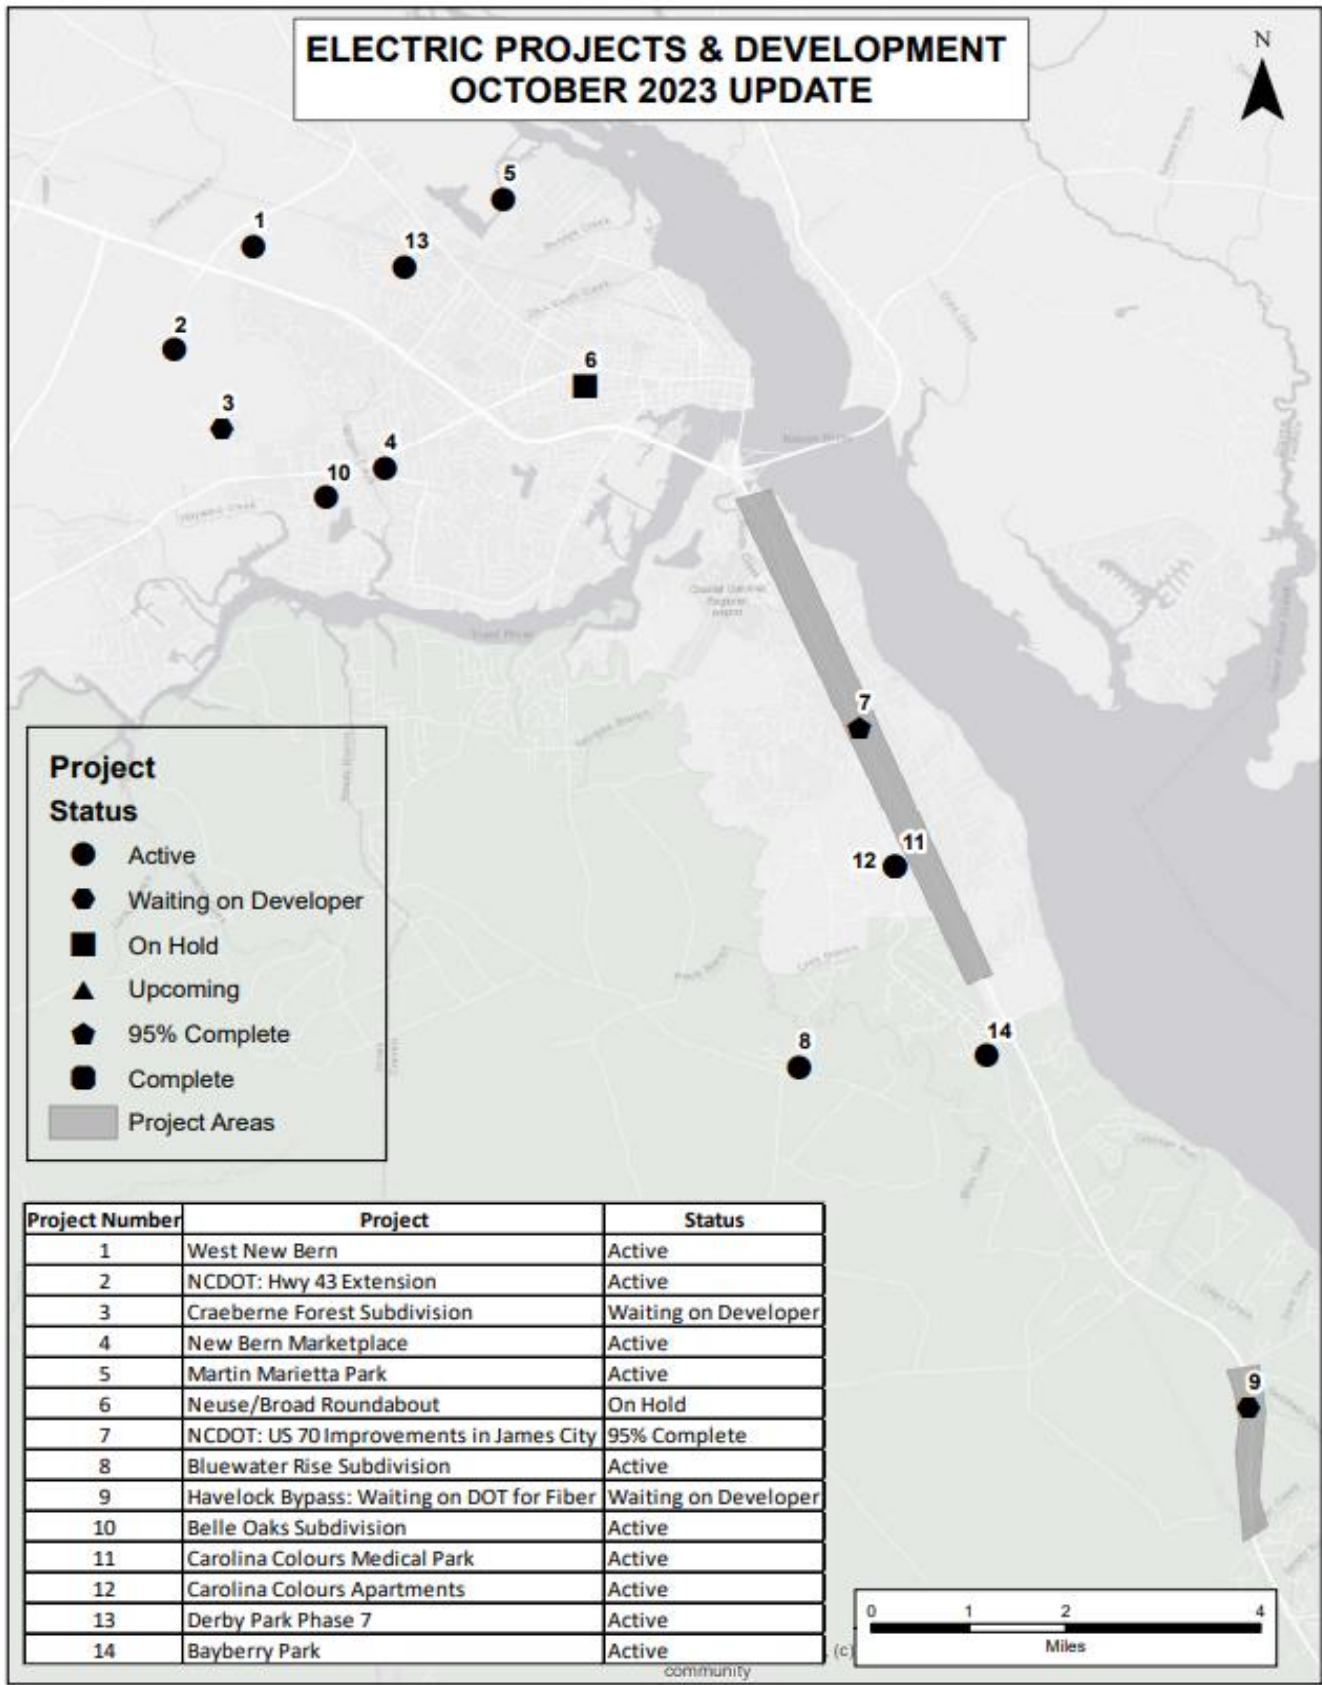 ELECTRIC PROJECTS & DEVELOPMENT
OCTOBER 2023 UPDATE
N
5
1
13
2
6
3
4
10
Neuse River
Trent River
7
11
12
8
14
9
Project
Status
Active
Waiting on Developer
On Hold
Upcoming
95% Complete
Complete
Project Areas
Project Number Project Status
1 West New Bern Active
2 NCDOT: Hwy 43 Extension Active
3 Craeberne Forest Subdivision Waiting on Developer
4 New Bern Marketplace Active
5 Martin Marietta Park Active
6 Neuse/Broad Roundabout On Hold
7 NCDOT: US 70 Improvements in James City 95% Complete
8 Bluewater Rise Subdivision Active
9 Havelock Bypass: Waiting on DOT for Fiber Waiting on Developer
10 Belle Oaks Subdivision Active
11 Carolina Colours Medical Park Active
12 Carolina Colours Apartments Active
13 Derby Park Phase 7 Active
14 Bayberry Park Active
0 1 2 4
Miles
(c)
community